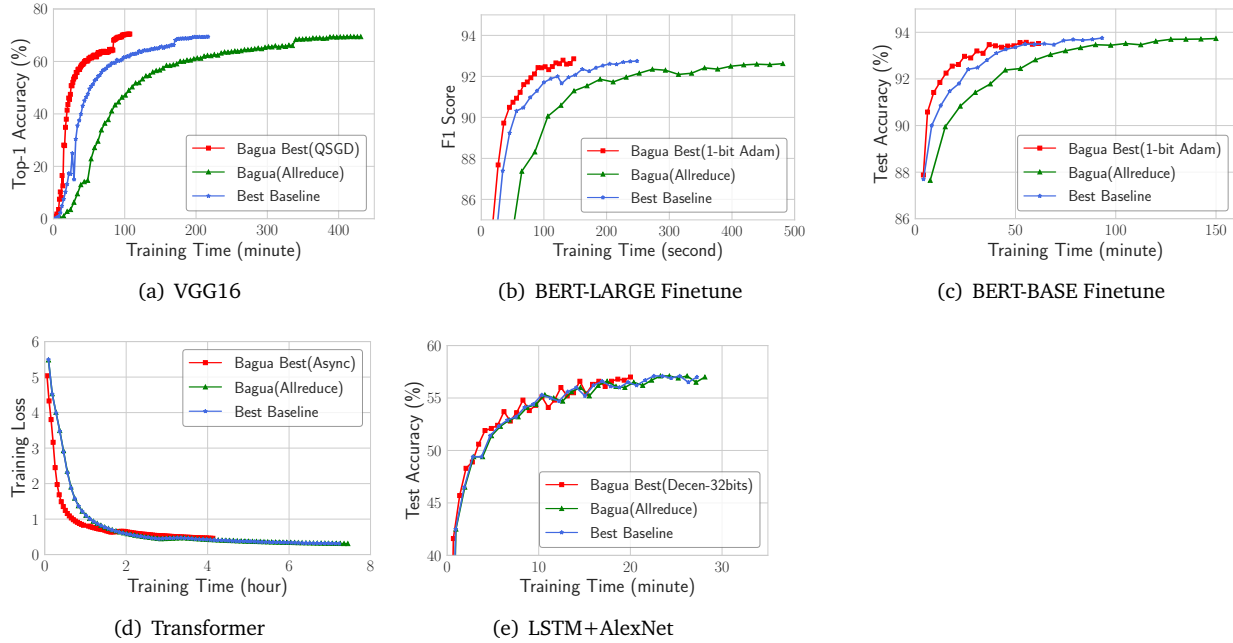 80
60
40
20
0
0
100
200
300
400
Top-1 Accuracy (%)
Training Time (minute)
Bagua Best(QSGD)
Bagua(Allreduce)
Best Baseline
(a) VGG16
94
92
90
88
86
0
100
200
300
400
500
F1 Score
Training Time (second)
Bagua Best(1-bit Adam)
Bagua(Allreduce)
Best Baseline
(b) BERT-LARGE Finetune
94
92
90
88
86
0
50
100
150
Test Accuracy (%)
Training Time (minute)
Bagua Best(1-bit Adam)
Bagua(Allreduce)
Best Baseline
(c) BERT-BASE Finetune
6
5
4
3
2
1
0
0
2
4
6
8
Training Loss
Training Time (hour)
Bagua Best(Async)
Bagua(Allreduce)
Best Baseline
(d) Transformer
60
55
50
45
40
0
10
20
30
Test Accuracy (%)
Training Time (minute)
Bagua Best(Decen-32bits)
Bagua(Allreduce)
Best Baseline
(e) LSTM+AlexNet